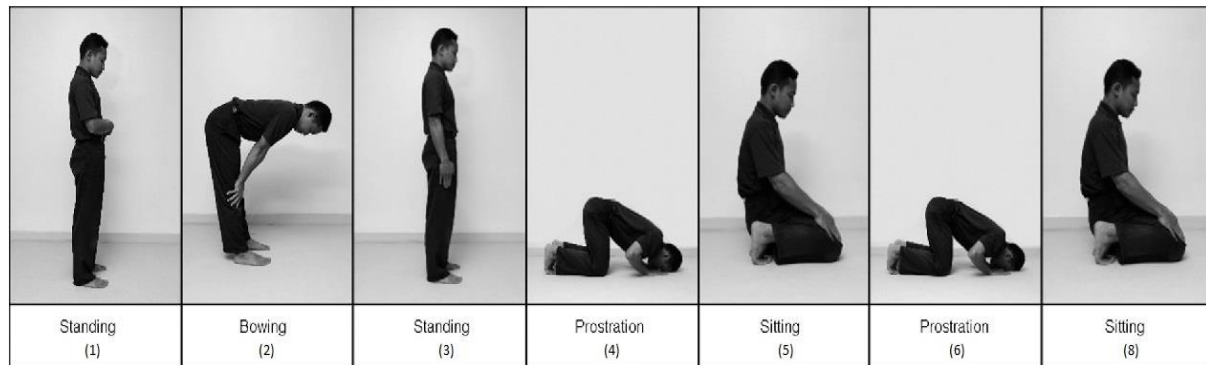 Standing
(1)
Bowing
(2)
Standing
(3)
Prostration
(4)
Sitting
(5)
Prostration
(6)
Sitting
(8)